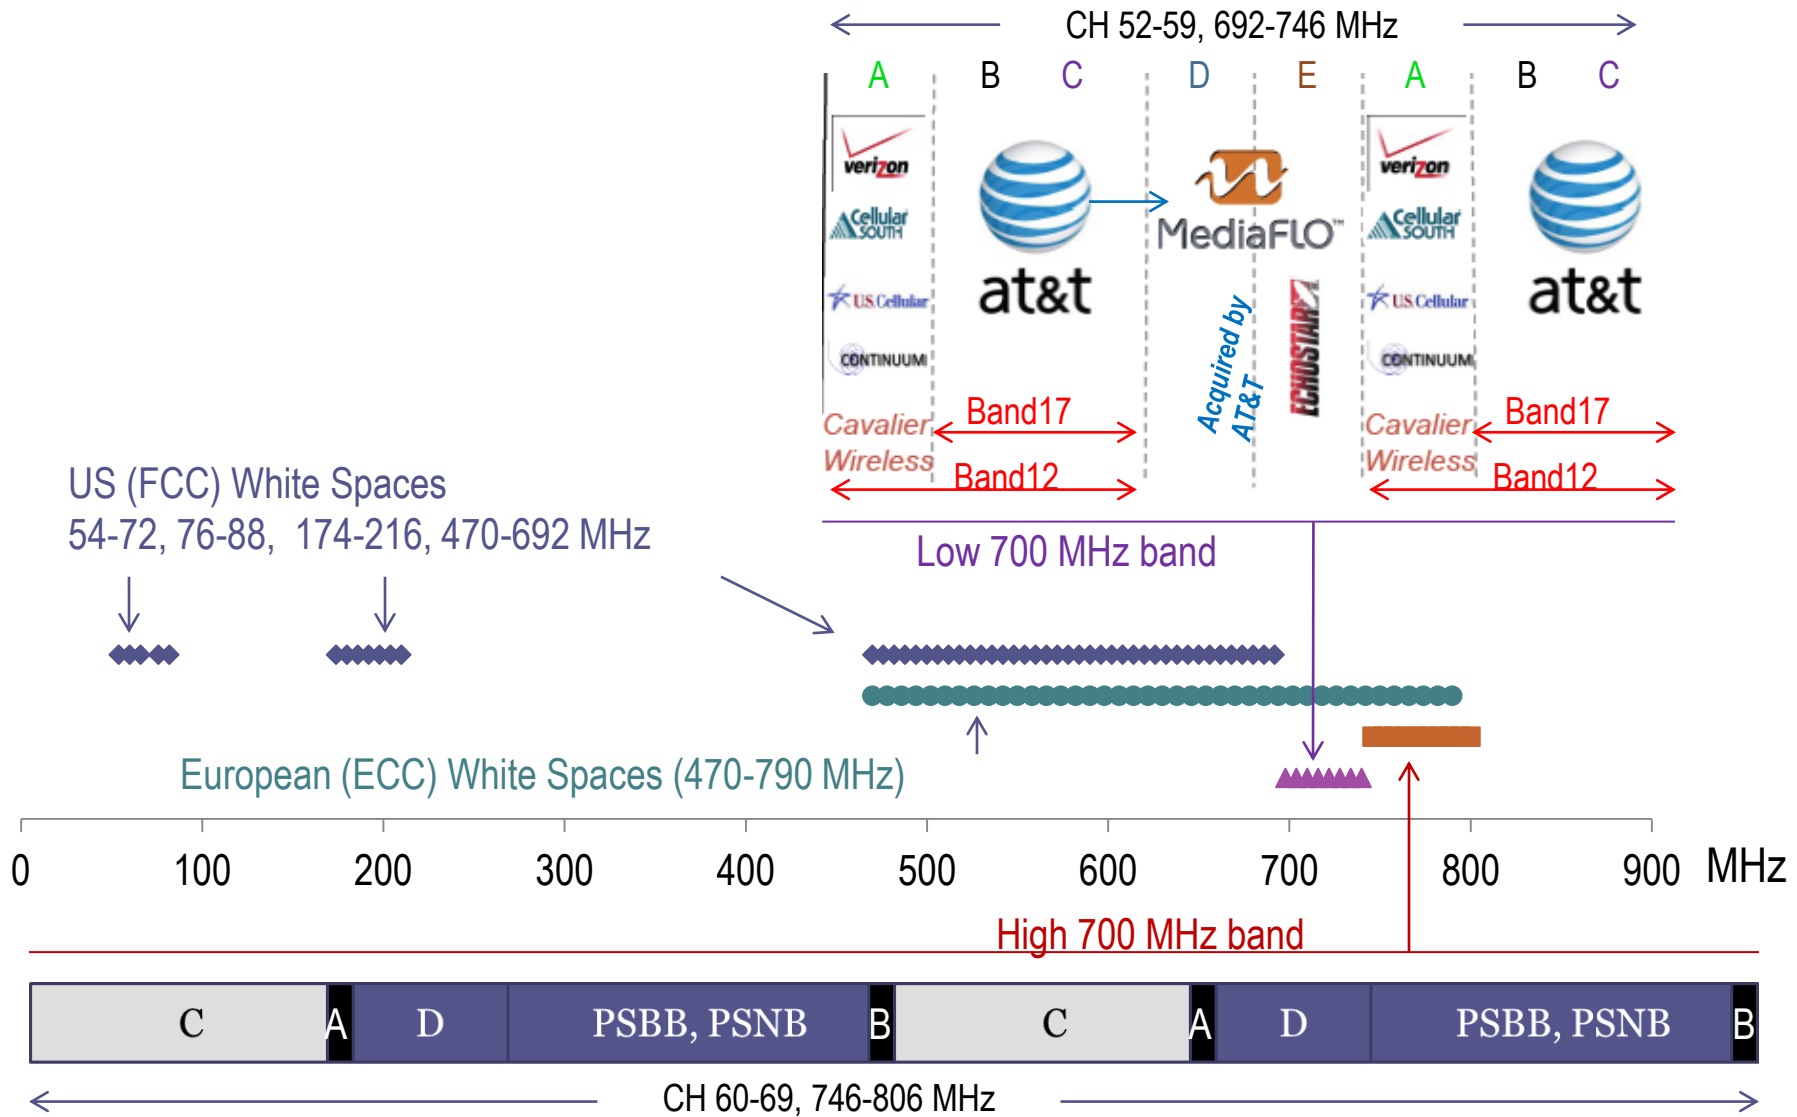 CH 52-59, 692-746 MHz
A B C D E A B C
verizon
Cellular
SOUTH
U.S. Cellular
CONTINUUM
Cavalier
Wireless
at&t
MediaFLO™
Acquired by
AT&T
ECHOSTAR
verizon
Cellular
SOUTH
U.S. Cellular
CONTINUUM
Cavalier
Wireless
at&t
Band17
Band12
Band17
Band12
US (FCC) White Spaces
54-72, 76-88, 174-216, 470-692 MHz
Low 700 MHz band
European (ECC) White Spaces (470-790 MHz)
0 100 200 300 400 500 600 700 800 900 MHz
High 700 MHz band
C A D PSBB, PSNB B C A D PSBB, PSNB B
CH 60-69, 746-806 MHz